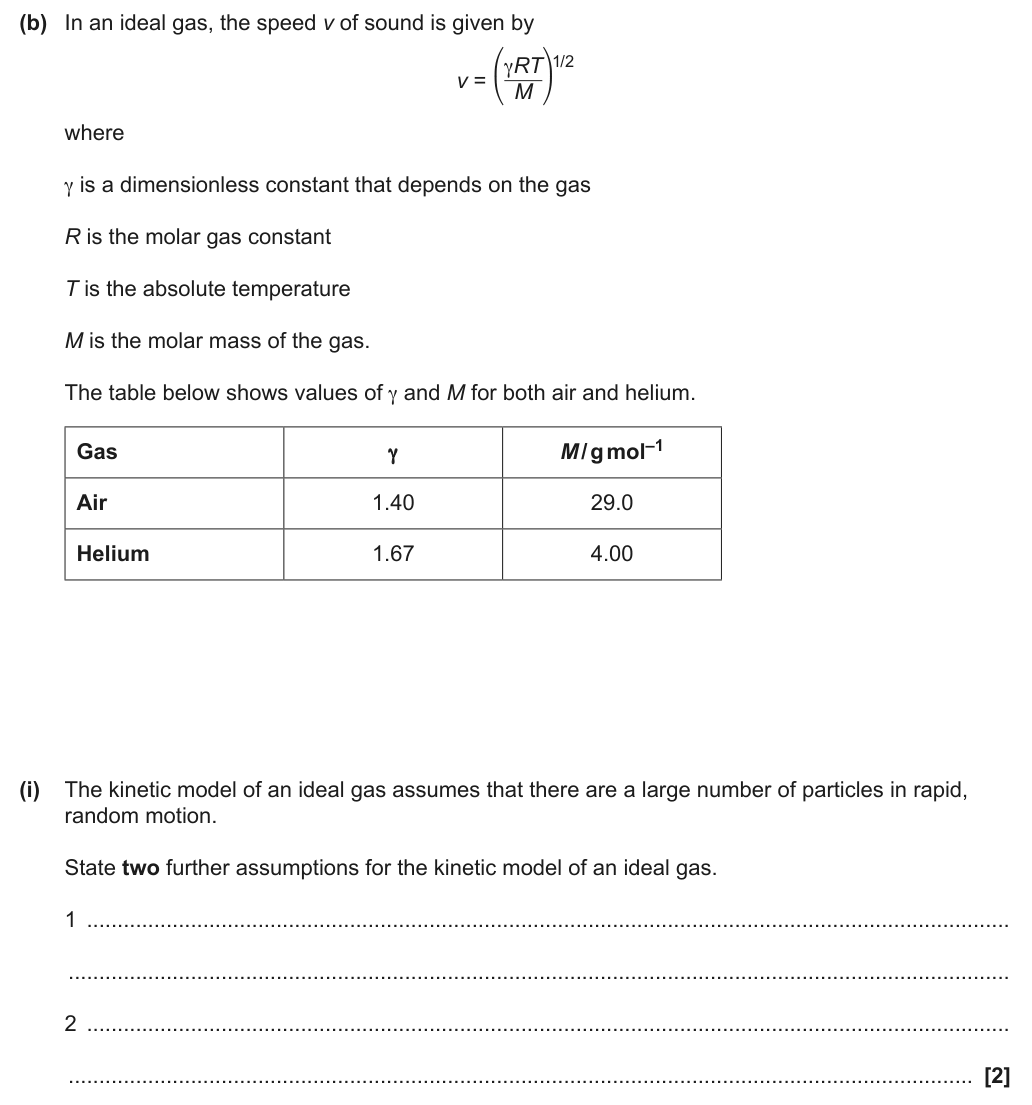 (b) In an ideal gas, the speed v of sound is given by
v = (γRT/M)^1/2
where
γ is a dimensionless constant that depends on the gas
R is the molar gas constant
T is the absolute temperature
M is the molar mass of the gas.
The table below shows values of γ and M for both air and helium.
Gas γ M/g mol⁻¹
Air 1.40 29.0
Helium 1.67 4.00
(i) The kinetic model of an ideal gas assumes that there are a large number of particles in rapid,
random motion.
State two further assumptions for the kinetic model of an ideal gas.
1 ..........................................................................................
..........................................................................................
2 ..........................................................................................
.......................................................................................... [2]